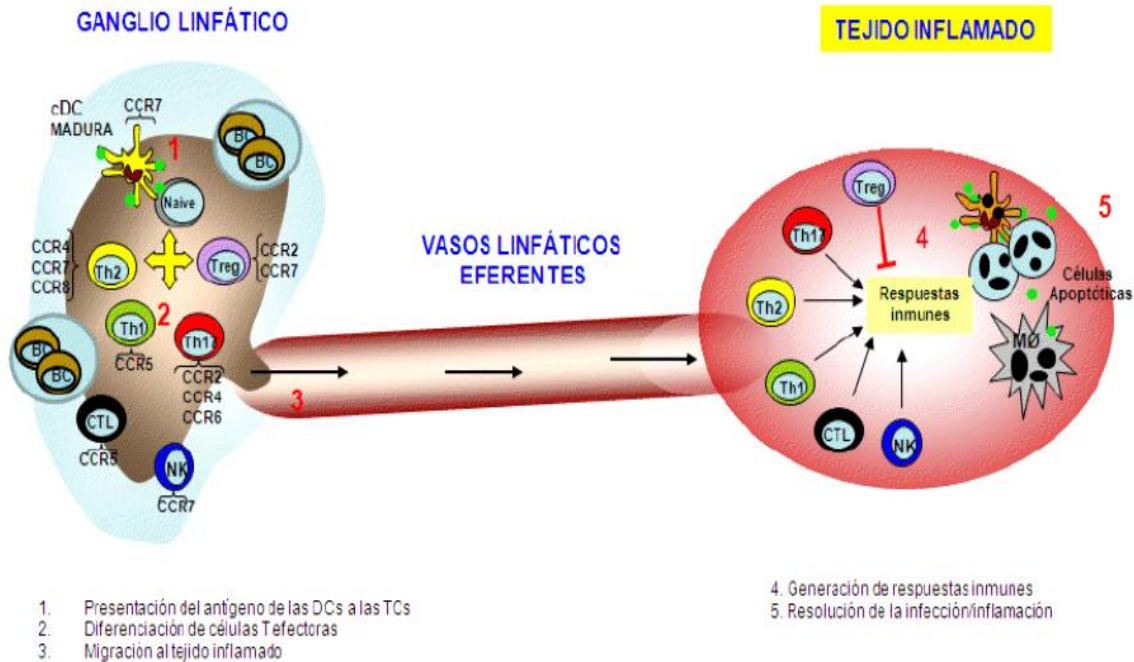 GANGLIO LINFÁTICO
TEJIDO INFLAMADO
cDC
MADURA
CCR7
1
BC
BC
Naive
CCR4
CCR7
CCR8
Th2
Treg
CCR2
CCR7
2
Th1
CCR5
Th17
CCR2
CCR4
CCR6
BC
BC
CTL
CCR5
NK
CCR7
VASOS LINFÁTICOS
EFERENTES
3
Treg
Th17
4
5
Th2
Respuestas
inmunes
Células
Apoptóticas
MØ
Th1
CTL
NK
1. Presentación del antígeno de las DCs a las TCs
2. Diferenciación de células T efectoras
3. Migración al tejido inflamado
4. Generación de respuestas inmunes
5. Resolución de la infección/inflamación